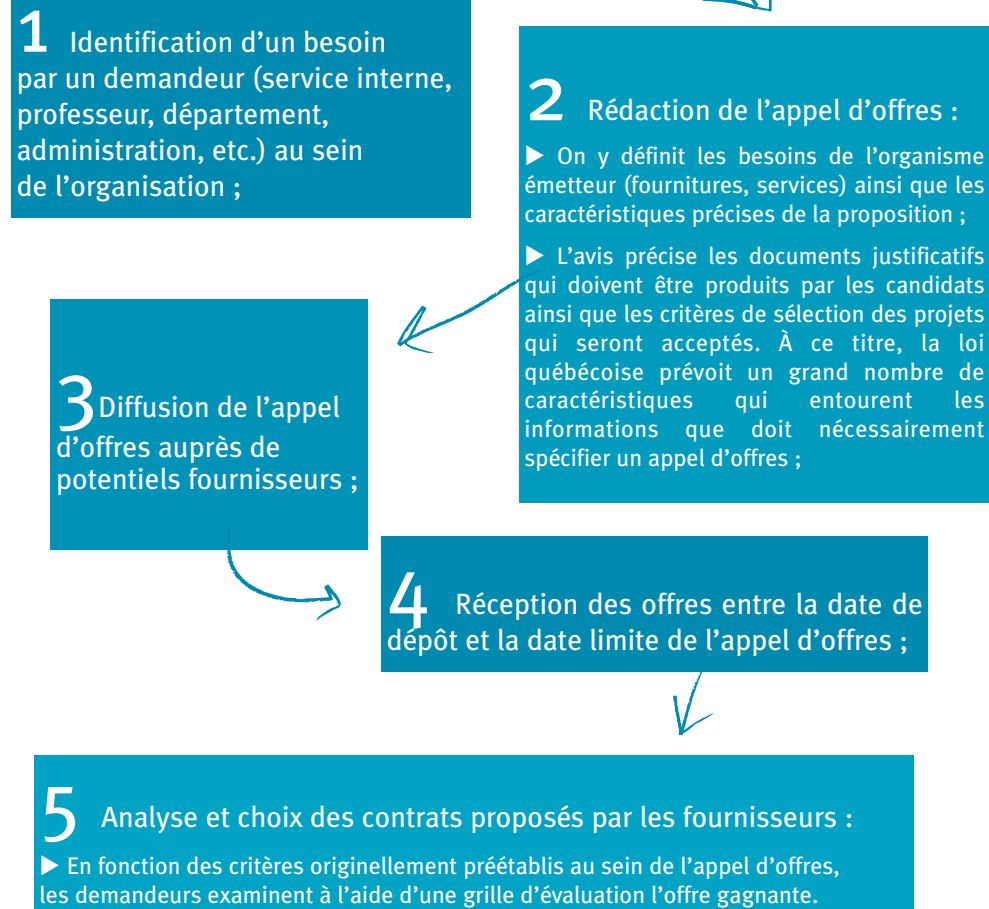 1 Identification d’un besoin
par un demandeur (service interne,
professeur, département,
administration, etc.) au sein
de l’organisation ;
2 Rédaction de l’appel d’offres :
▶ On y définit les besoins de l’organisme
émetteur (fournitures, services) ainsi que les
caractéristiques précises de la proposition ;
▶ L’avis précise les documents justificatifs
qui doivent être produits par les candidats
ainsi que les critères de sélection des projets
qui seront acceptés. À ce titre, la loi
québécoise prévoit un grand nombre de
caractéristiques qui entourent les
informations que doit nécessairement
spécifier un appel d’offres ;
3 Diffusion de l’appel
d’offres auprès de
potentiels fournisseurs ;
4 Réception des offres entre la date de
dépôt et la date limite de l’appel d’offres ;
5 Analyse et choix des contrats proposés par les fournisseurs :
▶ En fonction des critères originellement préétablis au sein de l’appel d’offres,
les demandeurs examinent à l’aide d’une grille d’évaluation l’offre gagnante.